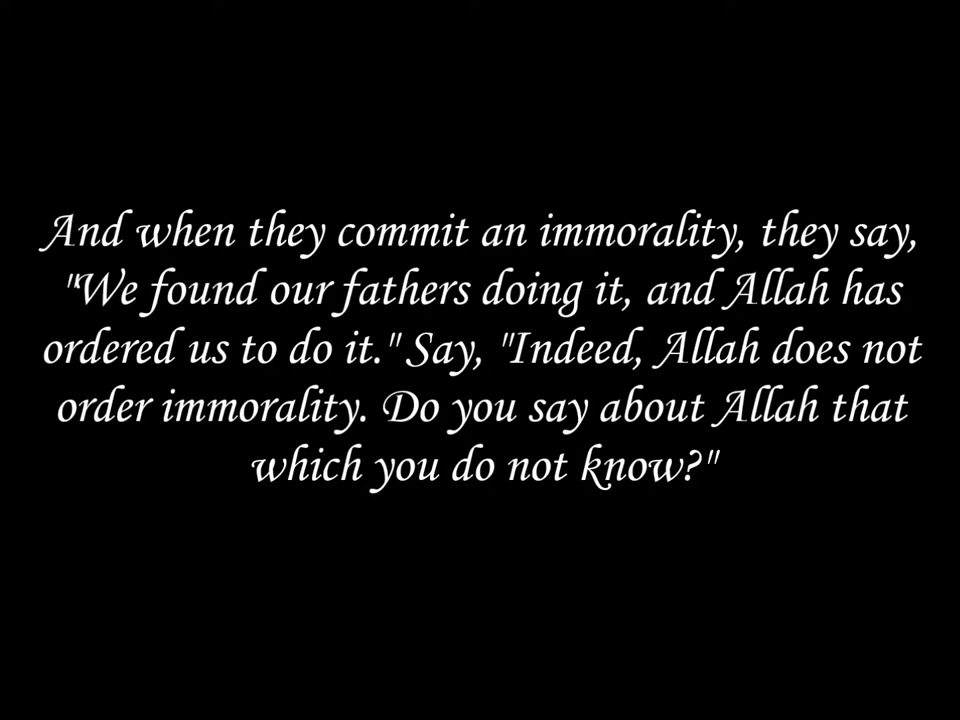 And when they commit an immorality, they say,
"We found our fathers doing it, and Allah has
ordered us to do it." Say, "Indeed, Allah does not
order immorality. Do you say about Allah that
which you do not know?"